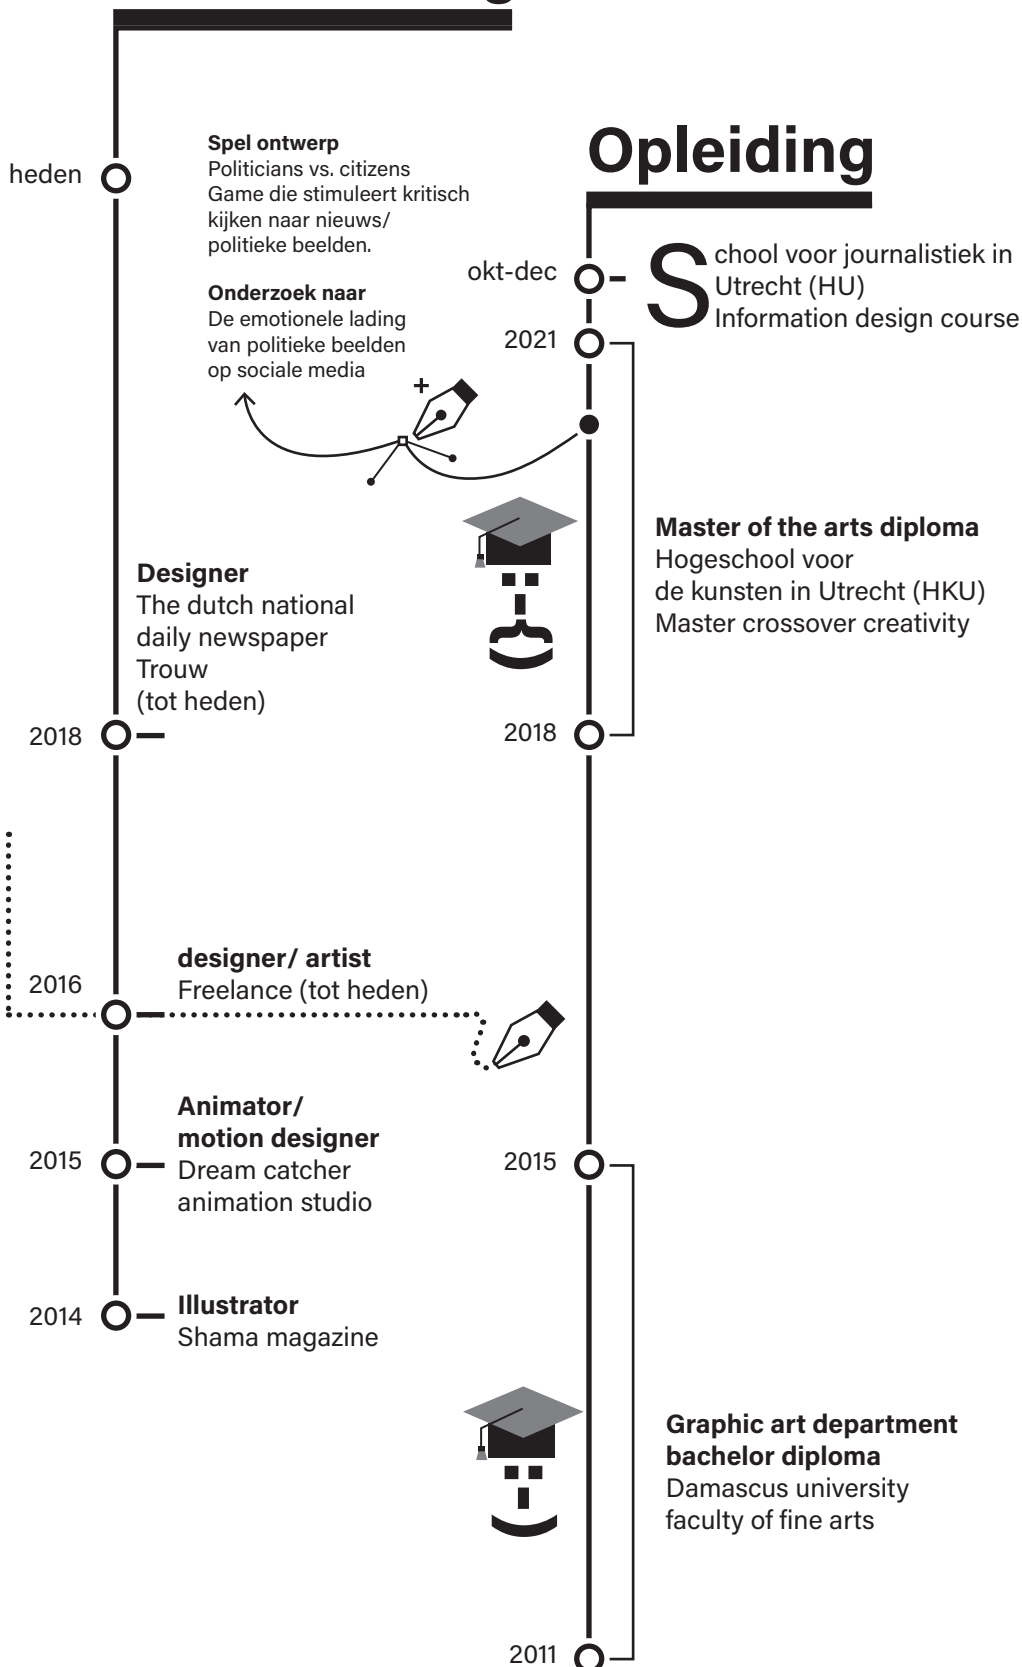 heden
Spel ontwerp
Politicians vs. citizens
Game die stimuleert kritisch
kijken naar nieuws/
politieke beelden.
Onderzoek naar
De emotionele lading
van politieke beelden
op sociale media
Designer
The dutch national
daily newspaper
Trouw
(tot heden)
2018
designer/ artist
2016
Freelance (tot heden)
Animator/
motion designer
2015
Dream catcher
animation studio
Illustrator
2014
Shama magazine
Opleiding
okt-dec
School voor journalistiek in
Utrecht (HU)
Information design course
2021
Master of the arts diploma
Hogeschool voor
de kunsten in Utrecht (HKU)
Master crossover creativity
2018
2015
Graphic art department
bachelor diploma
Damascus university
faculty of fine arts
2011